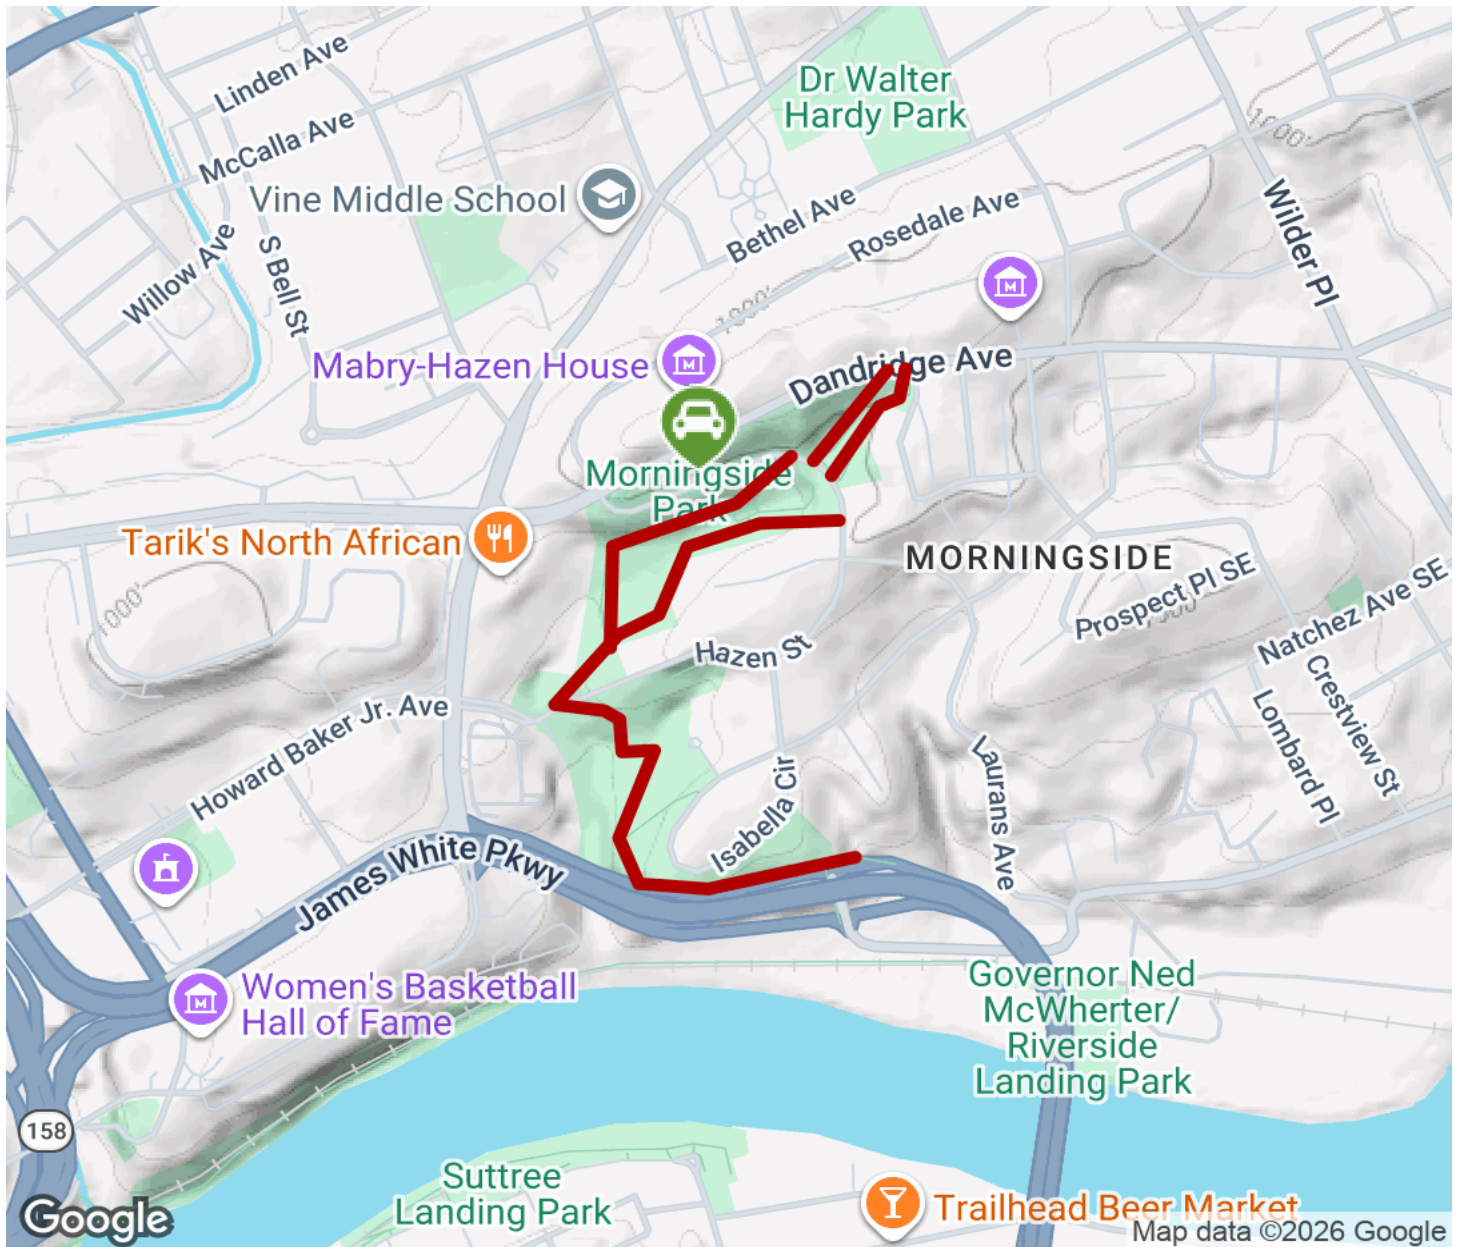 Linden Ave
McCalla Ave
Dr Walter
Hardy Park
1000'
Vine Middle School
Willow Ave
S Bell St
Bethel Ave
Rosedale Ave
Wilder Pl
1000'
Mabry-Hazen House
Dandridge Ave
Morningside
Park
Tarik's North African
MORNINGSIDE
1000'
Prospect Pl SE
Natchez Ave SE
Hazen St
Crestview St
Lombard Pl
Howard Baker Jr. Ave
Laurans Ave
Isabella Cir
James White Pkwy
Women's Basketball
Hall of Fame
Governor Ned
McWherter/
Riverside
Landing Park
158
Suttree
Landing Park
Trailhead Beer Market
Google
Map data ©2026 Google